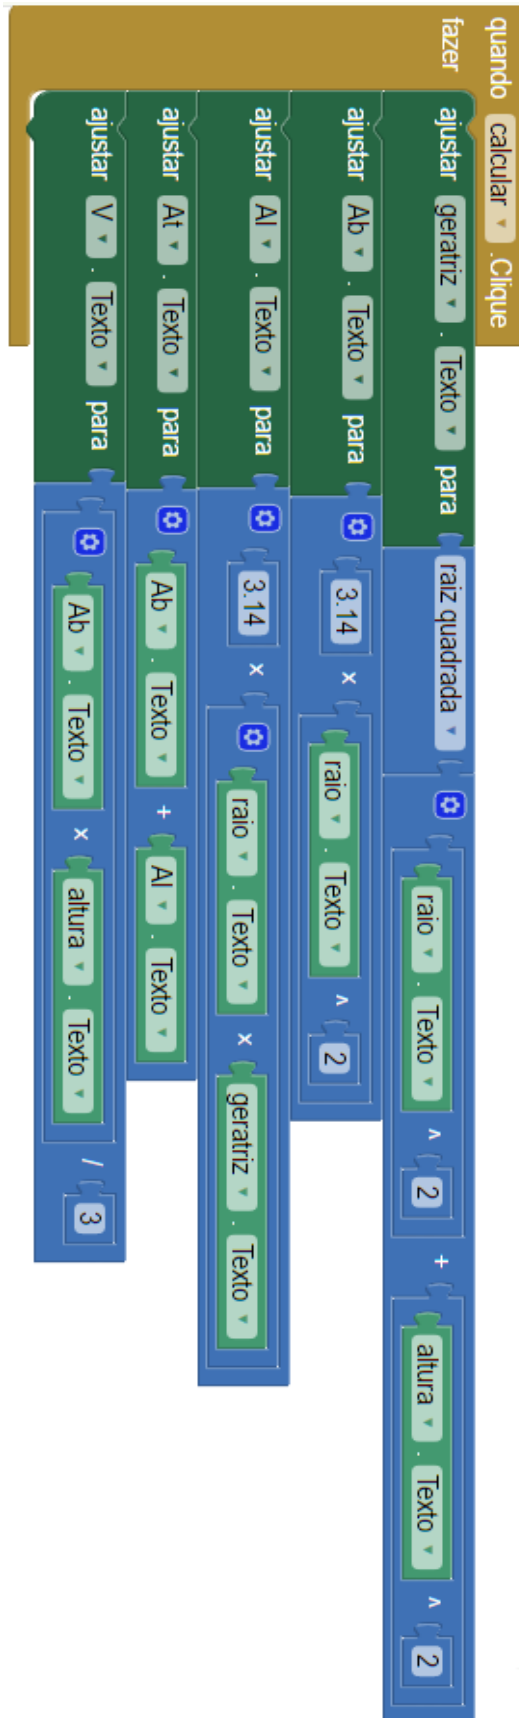 quando calcular .Clique
fazer
ajustar geratriz . Texto para raiz quadrada raio . Texto ^ 2 + altura . Texto ^ 2
ajustar Ab . Texto para 3.14 x raio . Texto ^ 2
ajustar Al . Texto para 3.14 x raio . Texto x geratriz . Texto
ajustar At . Texto para Ab . Texto + Al . Texto
ajustar V . Texto para Ab . Texto x altura . Texto / 3